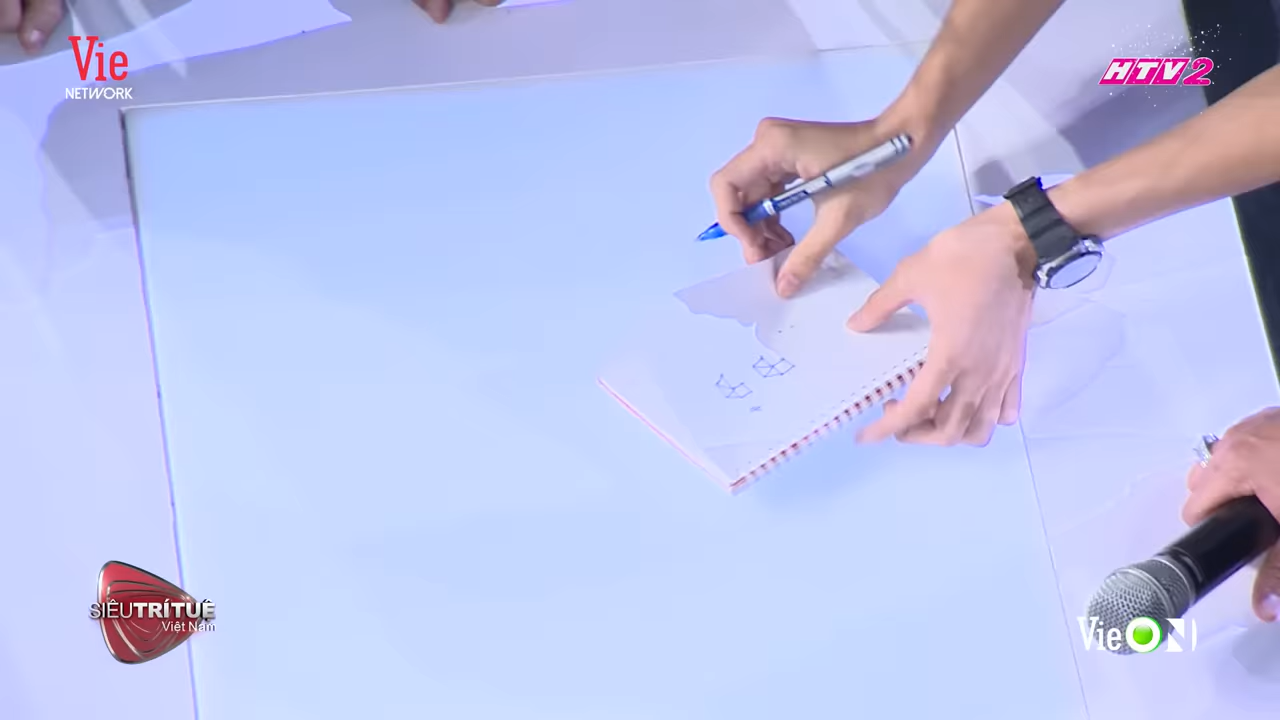 Vie
NETWORK
HTV2
SIÊU TRÍ TUỆ
Việt Nam
VieON